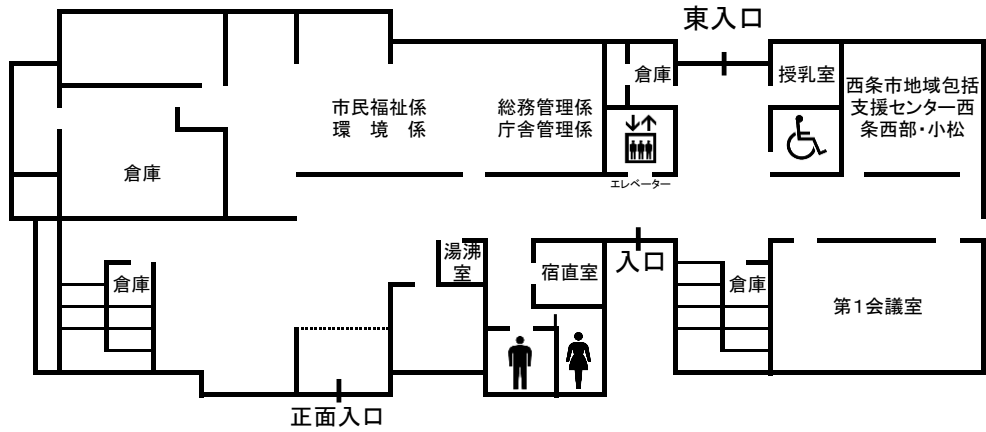 東入口
倉庫
授乳室
西条市地域包括
支援センター西
条西部・小松
市民福祉係
環　境　係
総務管理係
庁舎管理係
倉庫
エレベーター
湯沸
室
宿直室
入口
倉庫
倉庫
第１会議室
正面入口